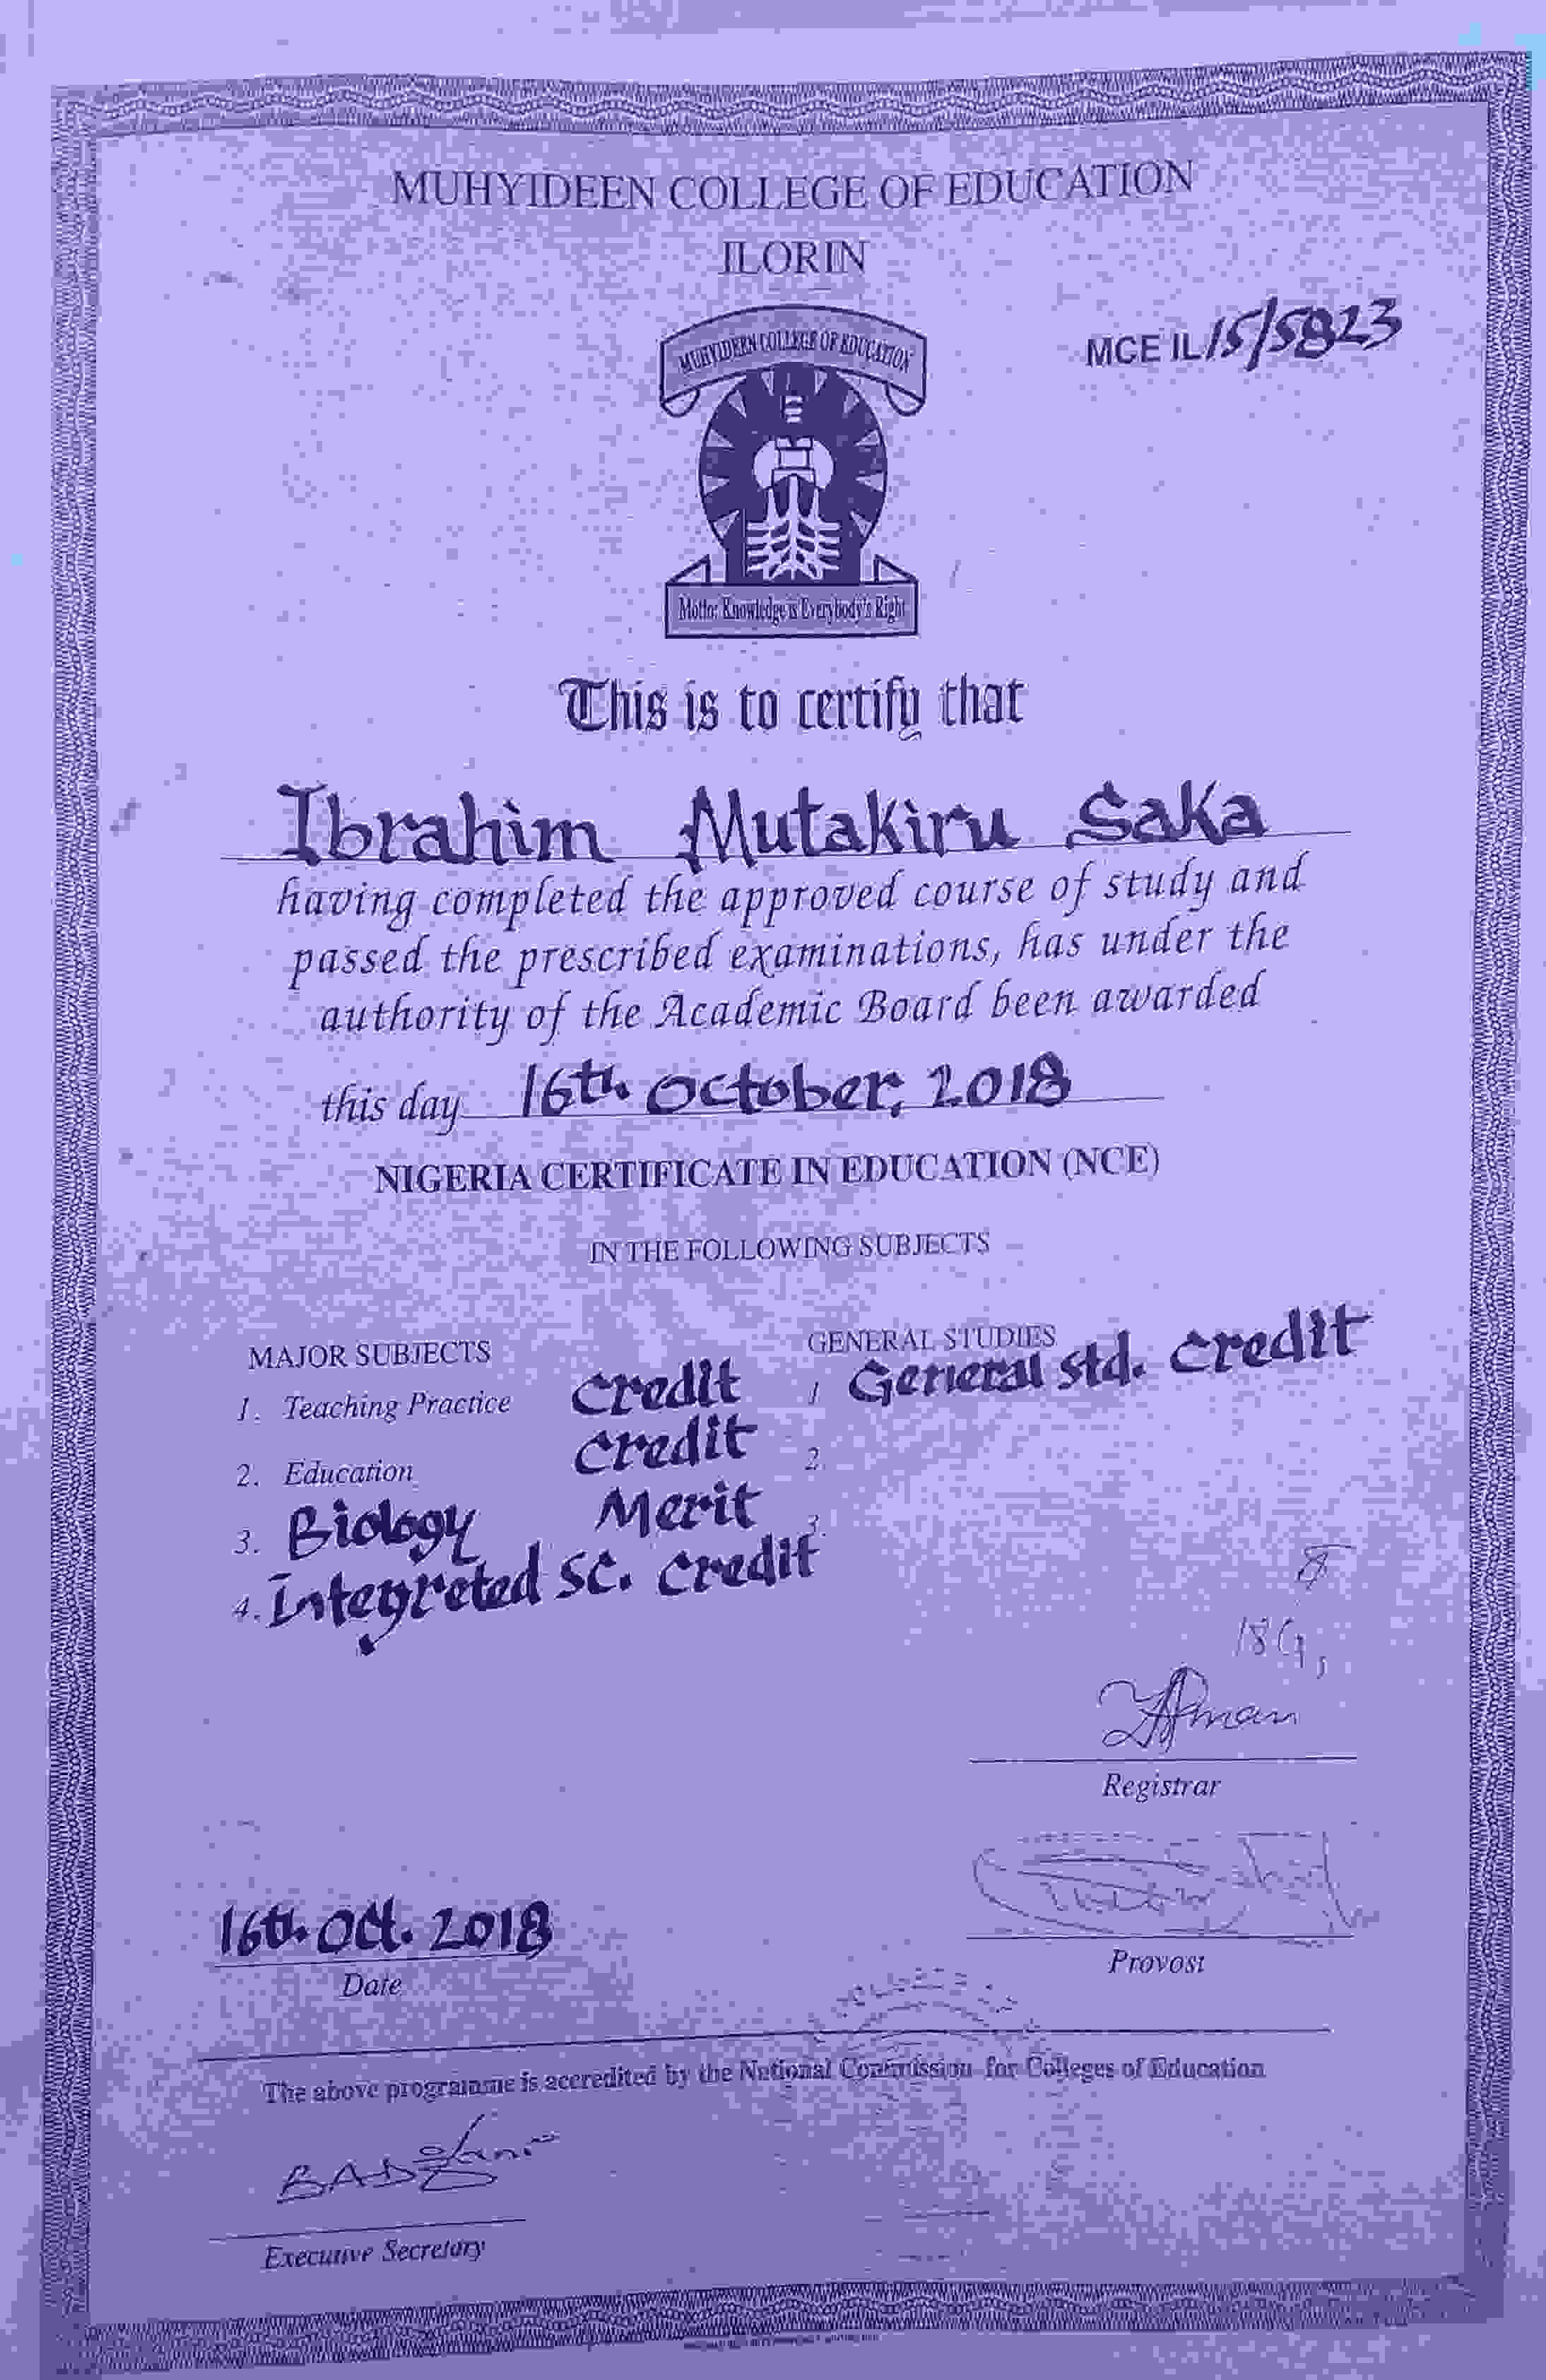 MUHYIDEEN COLLEGE OF EDUCATION
ILORIN
MCE IL/15/5823
MUHYIDEEN COLLEGE OF EDUCATION
Motto: Knowledge is Everybody's Right
This is to certify that
Ibrahim Mutakiru Saka
having completed the approved course of study and
passed the prescribed examinations, has under the
authority of the Academic Board been awarded
this day 16th October, 2018
NIGERIA CERTIFICATE IN EDUCATION (NCE)
IN THE FOLLOWING SUBJECTS
MAJOR SUBJECTS
1. Teaching Practice Credit
2. Education Credit
3. Biology Merit
4. Integreted SC. Credit
GENERAL STUDIES
1 General Std. Credit
2.
3.
Registrar
Provost
16th Oct. 2018
Date
The above programme is accredited by the National Commission for Colleges of Education
Executive Secretary